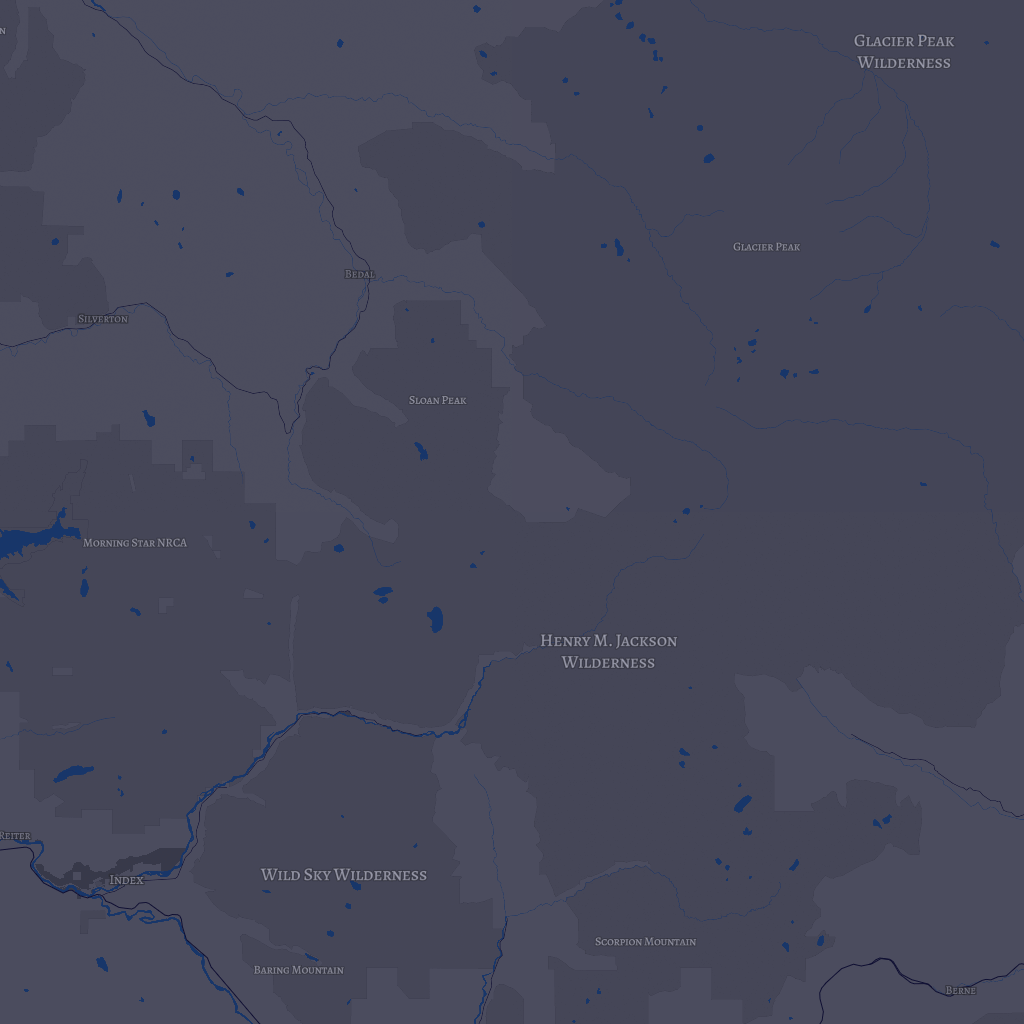 Glacier Peak
Wilderness
Glacier Peak
Bedal
Silverton
Sloan Peak
Morning Star NRCA
Henry M. Jackson
Wilderness
Reiter
Index
Wild Sky Wilderness
Scorpion Mountain
Baring Mountain
Berne